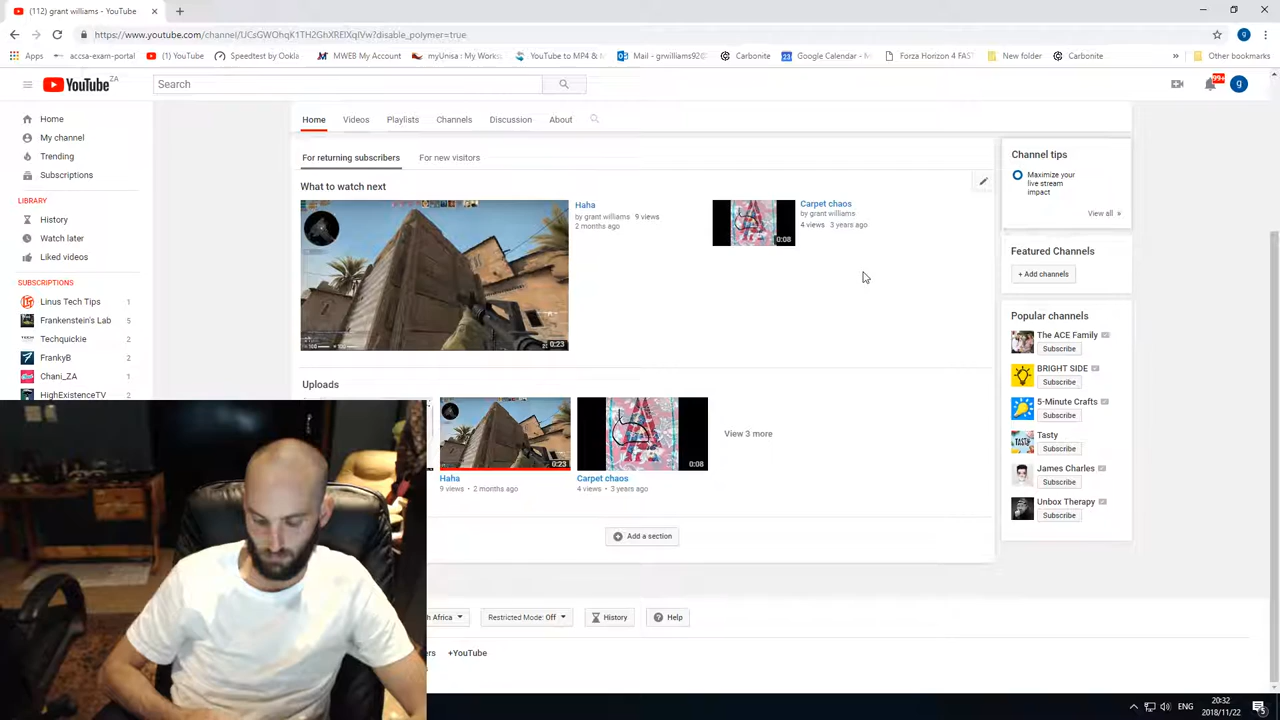 (112) grant williams - YouTube
https://www.youtube.com/channel/UCsGWOhqK1TH2GhXREIXqIVw?disable_polymer=true
Apps accsa-exam-portal (1) YouTube Speedtest by Ookla MWEB My Account myUnisa : My Works YouTube to MP4 & Mail - grwilliams92@ Carbonite Google Calendar - M Forza Horizon 4 FAST New folder Carbonite » Other bookmarks
YouTube ZA
Search
99+
g
Home Videos Playlists Channels Discussion About
Home
My channel
Trending
Subscriptions
LIBRARY
History
Watch later
Liked videos
SUBSCRIPTIONS
Linus Tech Tips 1
Frankenstein's Lab 5
Techquickie 2
FrankyB 2
Chani_ZA 1
HighExistenceTV 2
For returning subscribers For new visitors
What to watch next
0:23
Haha
by grant williams 9 views
2 months ago
0:08
Carpet chaos
by grant williams
4 views 3 years ago
Uploads
0:23
Haha
9 views • 2 months ago
0:08
Carpet chaos
4 views • 3 years ago
View 3 more
Add a section
Channel tips
Maximize your
live stream
impact
View all
Featured Channels
+ Add channels
Popular channels
The ACE Family
Subscribe
BRIGHT SIDE
Subscribe
5-Minute Crafts
Subscribe
Tasty
Subscribe
James Charles
Subscribe
Unbox Therapy
Subscribe
h Africa Restricted Mode: Off History Help
ers +YouTube
ENG
20:32
2018/11/22
5